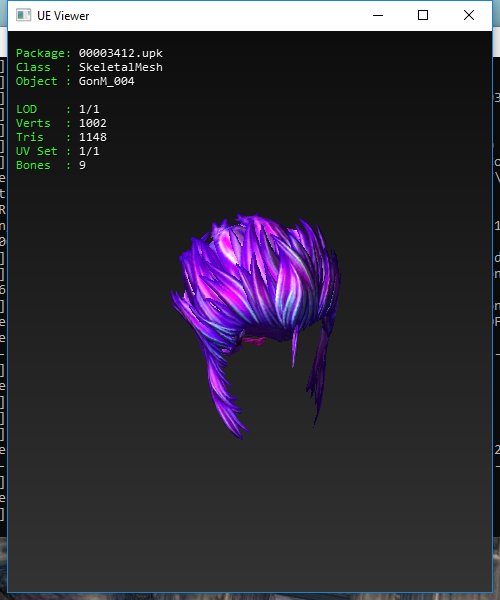 UE Viewer
Package: 00003412.upk
Class : SkeletalMesh
Object : GonM_004
LOD : 1/1
Verts : 1002
Tris : 1148
UV Set : 1/1
Bones : 9